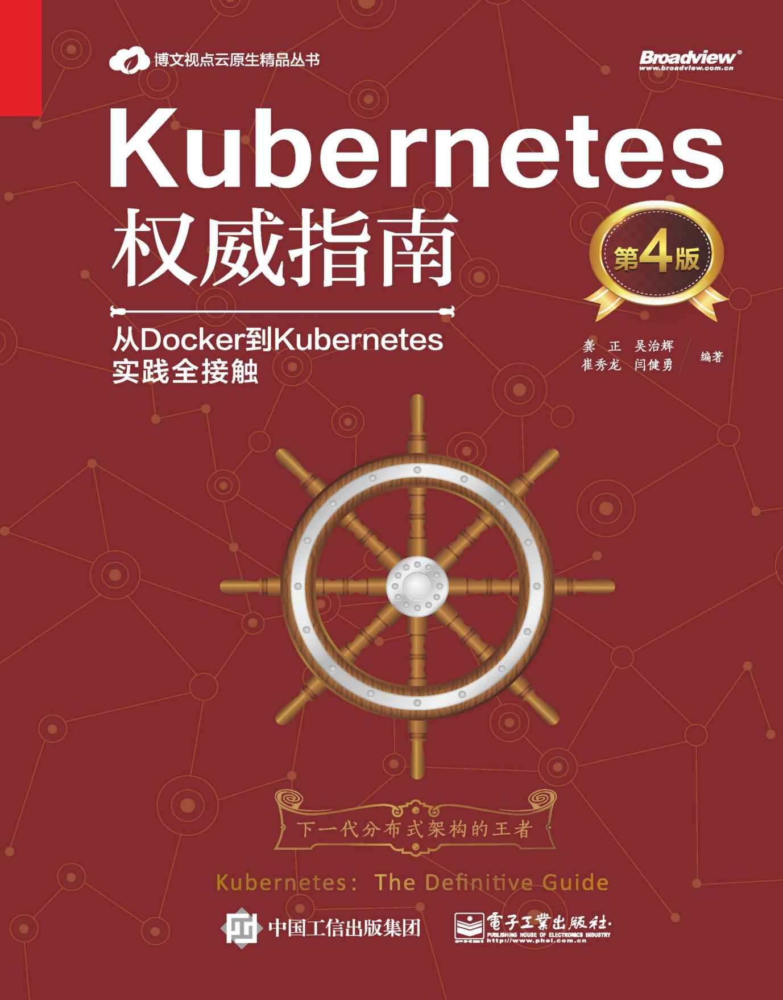 博文视点云原生精品丛书
Broadview®
www.broadview.com.cn
Kubernetes
权威指南
第4版
从Docker到Kubernetes
实践全接触
龚 正 吴治辉
崔秀龙 闫健勇
编著
下一代分布式架构的王者
Kubernetes：The Definitive Guide
中国工信出版集团
電子工業出版社·
PUBLISHING HOUSE OF ELECTRONICS INDUSTRY
http://www.phei.com.cn